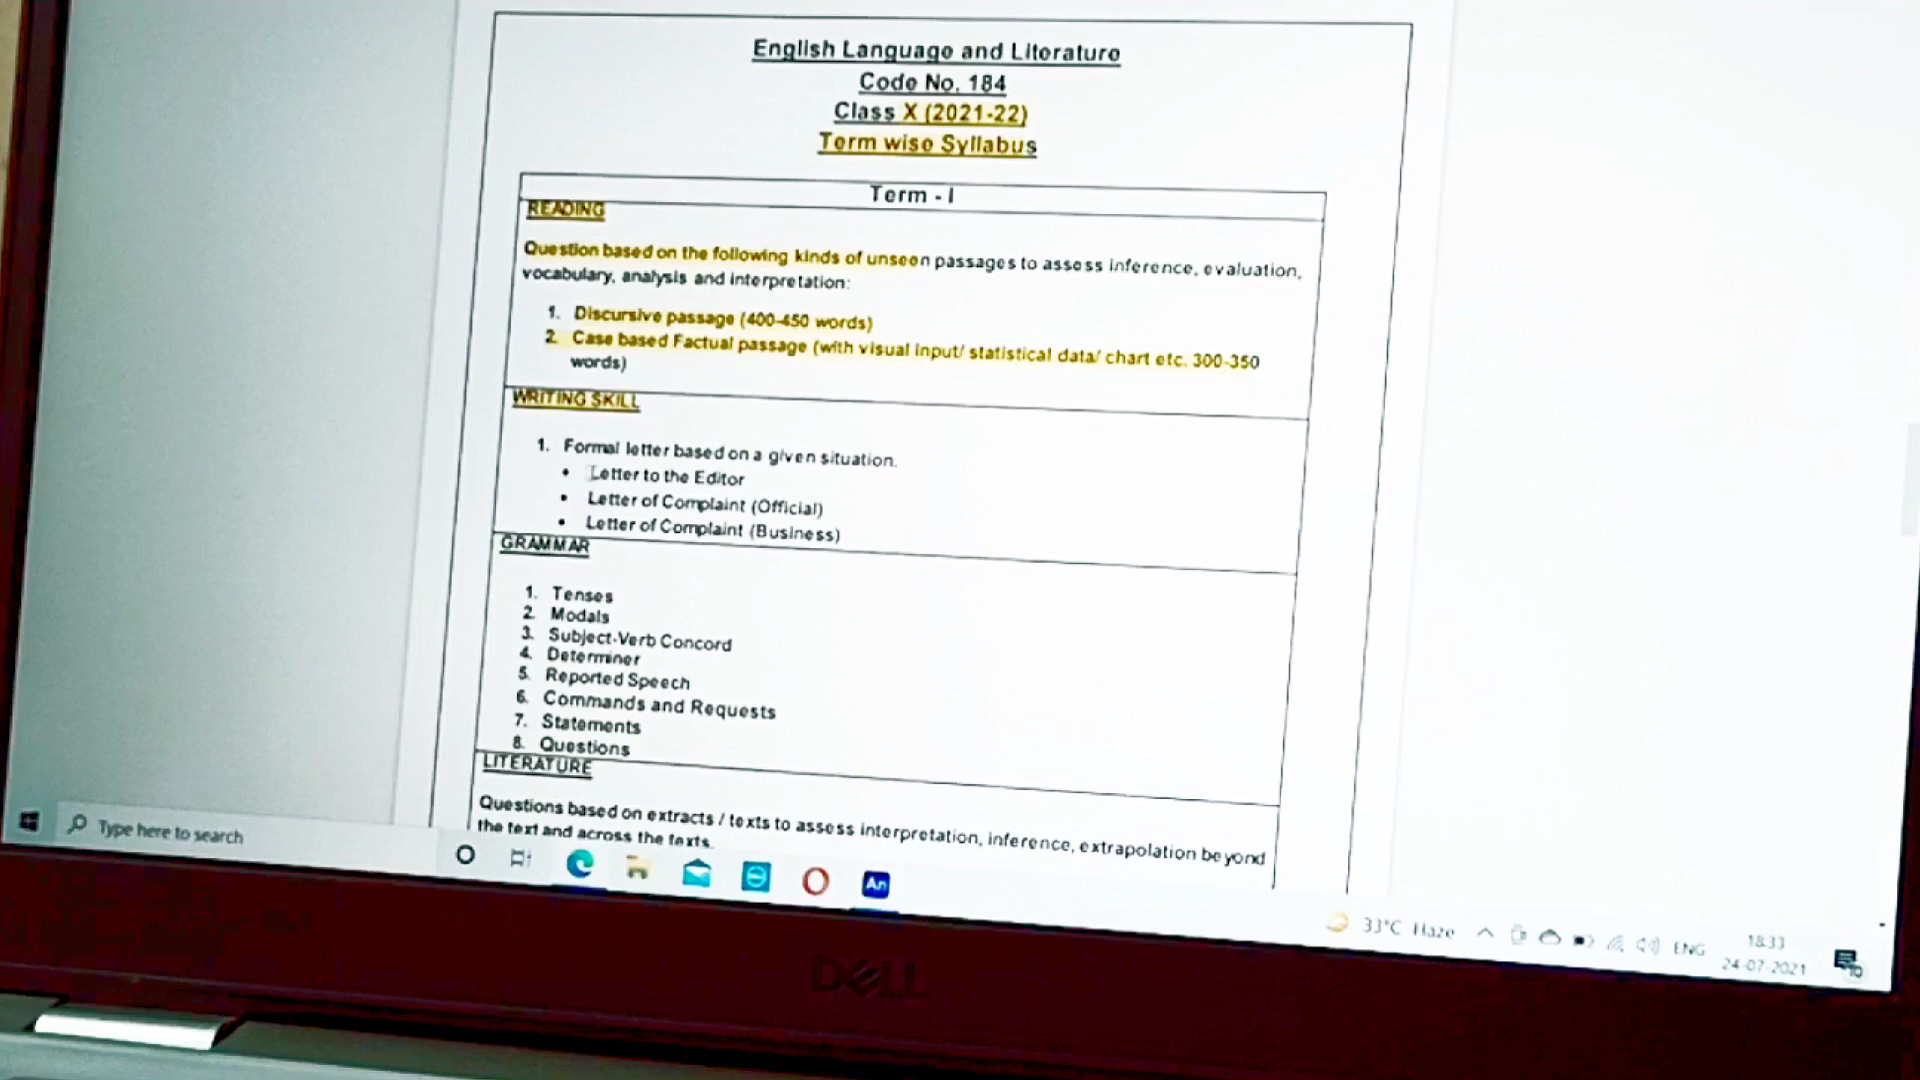 English Language and Literature
Code No. 184
Class X (2021-22)
Term wise Syllabus
Term - I
READING
Question based on the following kinds of unseen passages to assess inference, evaluation,
vocabulary, analysis and interpretation:
1. Discursive passage (400-450 words)
2. Case based Factual passage (with visual input/ statistical data/ chart etc. 300-350
words)
WRITING SKILL
1. Formal letter based on a given situation.
• Letter to the Editor
• Letter of Complaint (Official)
• Letter of Complaint (Business)
GRAMMAR
1. Tenses
2. Modals
3. Subject-Verb Concord
4. Determiner
5. Reported Speech
6. Commands and Requests
7. Statements
8. Questions
LITERATURE
Questions based on extracts / texts to assess interpretation, inference, extrapolation beyond
the text and across the texts.
Type here to search
An
33°C Haze
ENG
18:33
24-07-2021
10
DELL